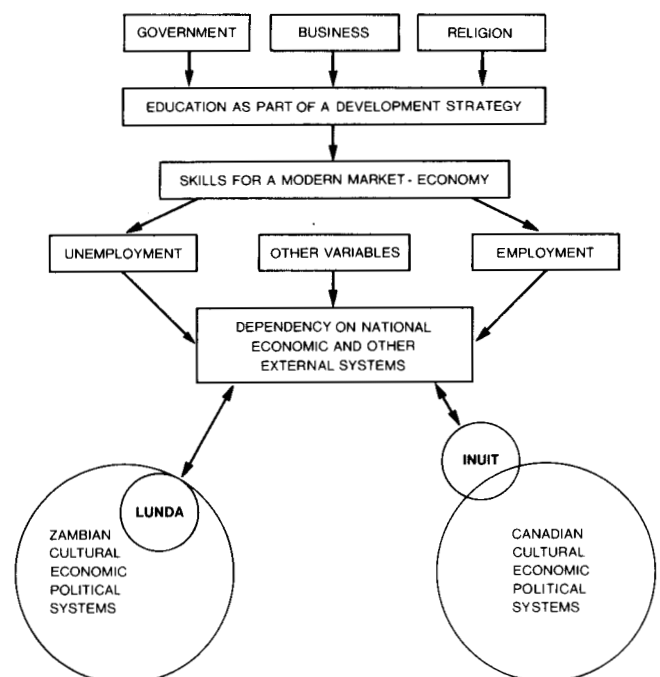 GOVERNMENT
BUSINESS
RELIGION
EDUCATION AS PART OF A DEVELOPMENT STRATEGY
SKILLS FOR A MODERN MARKET - ECONOMY
UNEMPLOYMENT
OTHER VARIABLES
EMPLOYMENT
DEPENDENCY ON NATIONAL
ECONOMIC AND OTHER
EXTERNAL SYSTEMS
LUNDA
ZAMBIAN
CULTURAL
ECONOMIC
POLITICAL
SYSTEMS
INUIT
CANADIAN
CULTURAL
ECONOMIC
POLITICAL
SYSTEMS